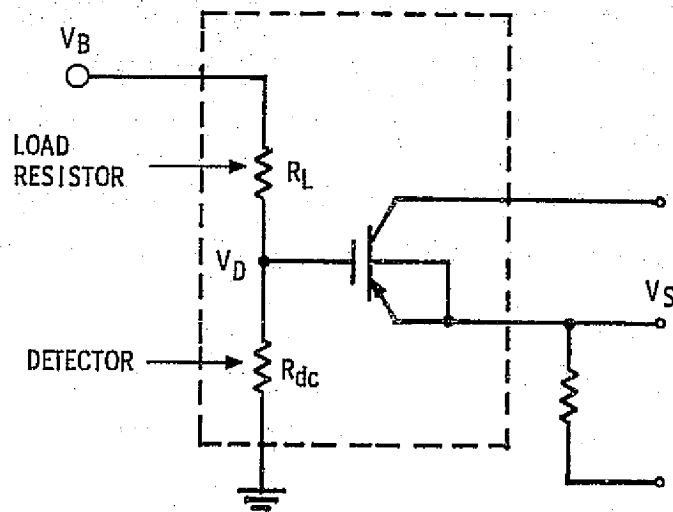 V_B
LOAD
RESISTOR
R_L
V_D
V_S
DETECTOR
R_dc